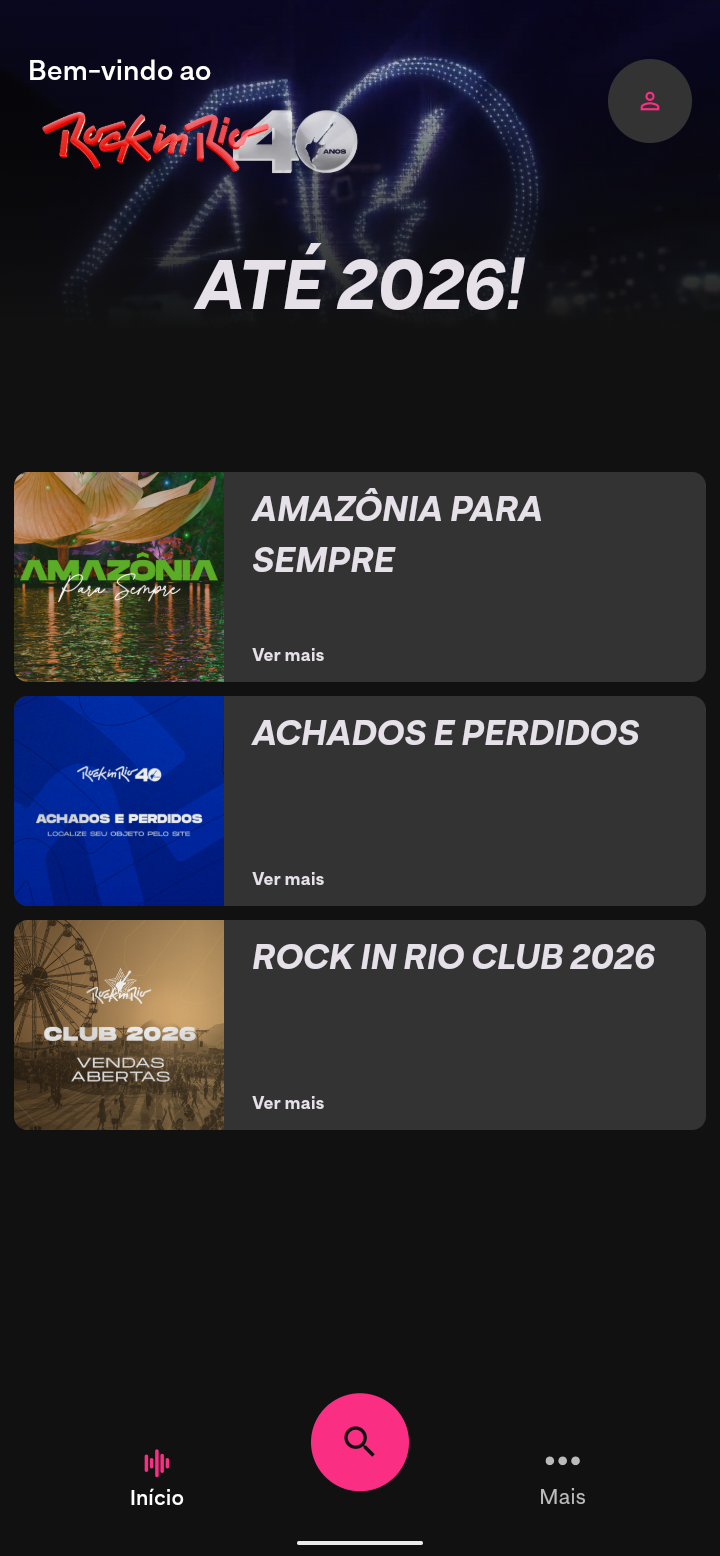 Bem-vindo ao
Rock in Rio 40
ANOS
ATÉ 2026!
AMAZÔNIA
Para Sempre
AMAZÔNIA PARA
SEMPRE
Ver mais
Rock in Rio 40
ACHADOS E PERDIDOS
LOCALIZE SEU OBJETO PELO SITE
ACHADOS E PERDIDOS
Ver mais
Rock in Rio
CLUB 2026
VENDAS
ABERTAS
ROCK IN RIO CLUB 2026
Ver mais
Início
Mais